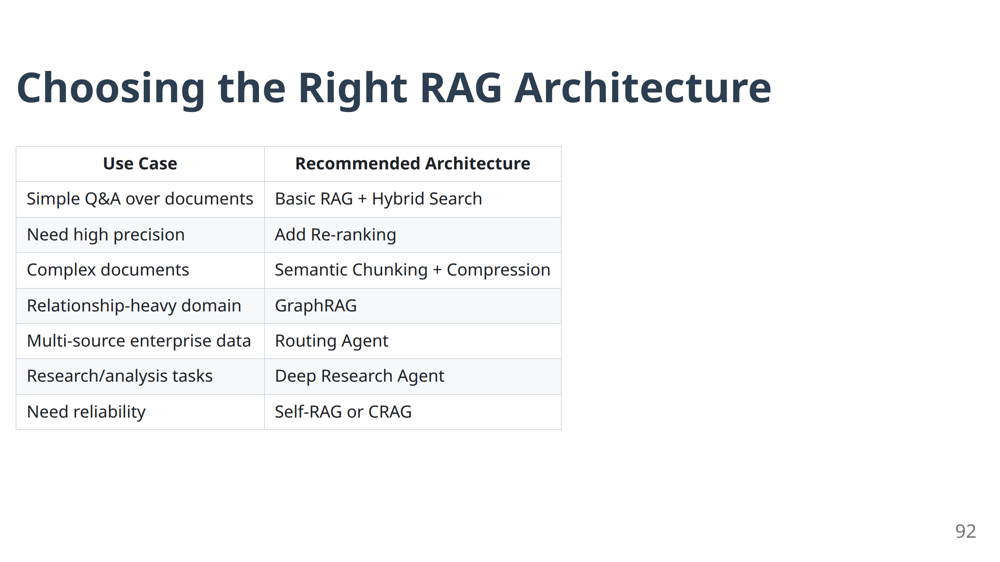 Choosing the Right RAG Architecture
Use Case Recommended Architecture
Simple Q&A over documents Basic RAG + Hybrid Search
Need high precision Add Re-ranking
Complex documents Semantic Chunking + Compression
Relationship-heavy domain GraphRAG
Multi-source enterprise data Routing Agent
Research/analysis tasks Deep Research Agent
Need reliability Self-RAG or CRAG
92